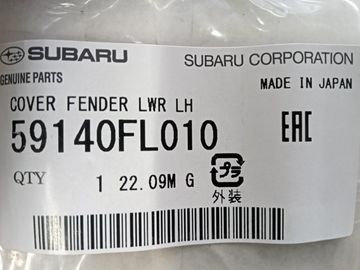 SUBARU SUBARU CORPORATION
GENUINE PARTS MADE IN JAPAN
COVER FENDER LWR LH
59140FL010 EAC
QTY 1 22.09M G プラ
外装